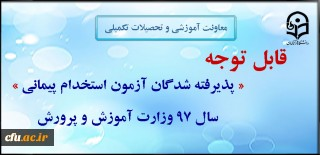 معاونت آموزشی و تحصیلات تکمیلی
قابل توجه
« پذیرفته شدگان آزمون استخدام پیمانی »
سال ۹۷ وزارت آموزش و پرورش
cfu.ac.ir